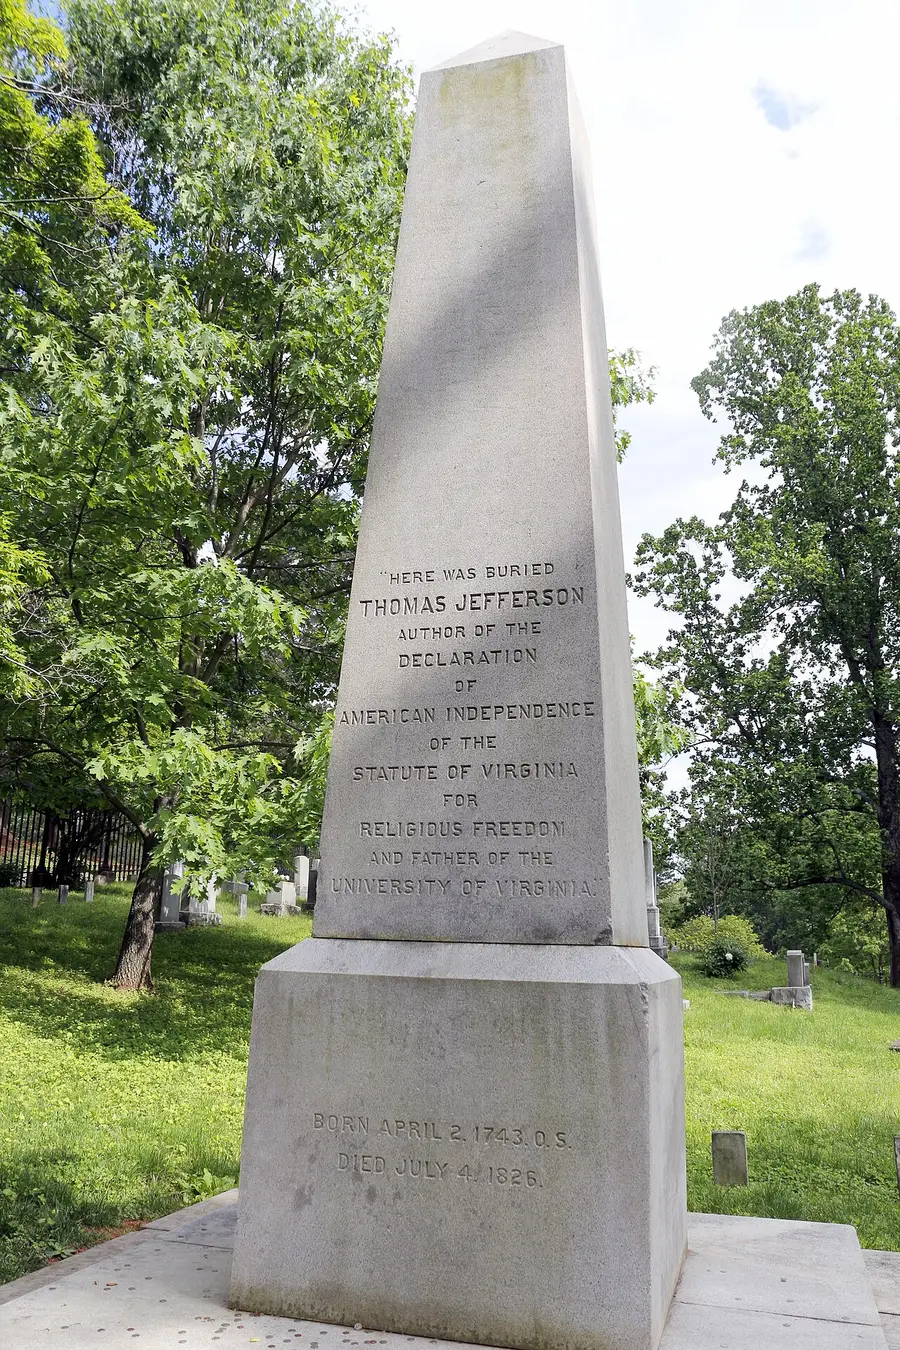 "HERE WAS BURIED
THOMAS JEFFERSON
AUTHOR OF THE
DECLARATION
OF
AMERICAN INDEPENDENCE
OF THE
STATUTE OF VIRGINIA
FOR
RELIGIOUS FREEDOM
AND FATHER OF THE
UNIVERSITY OF VIRGINIA."
BORN APRIL 2. 1743. O.S.
DIED JULY 4. 1826.